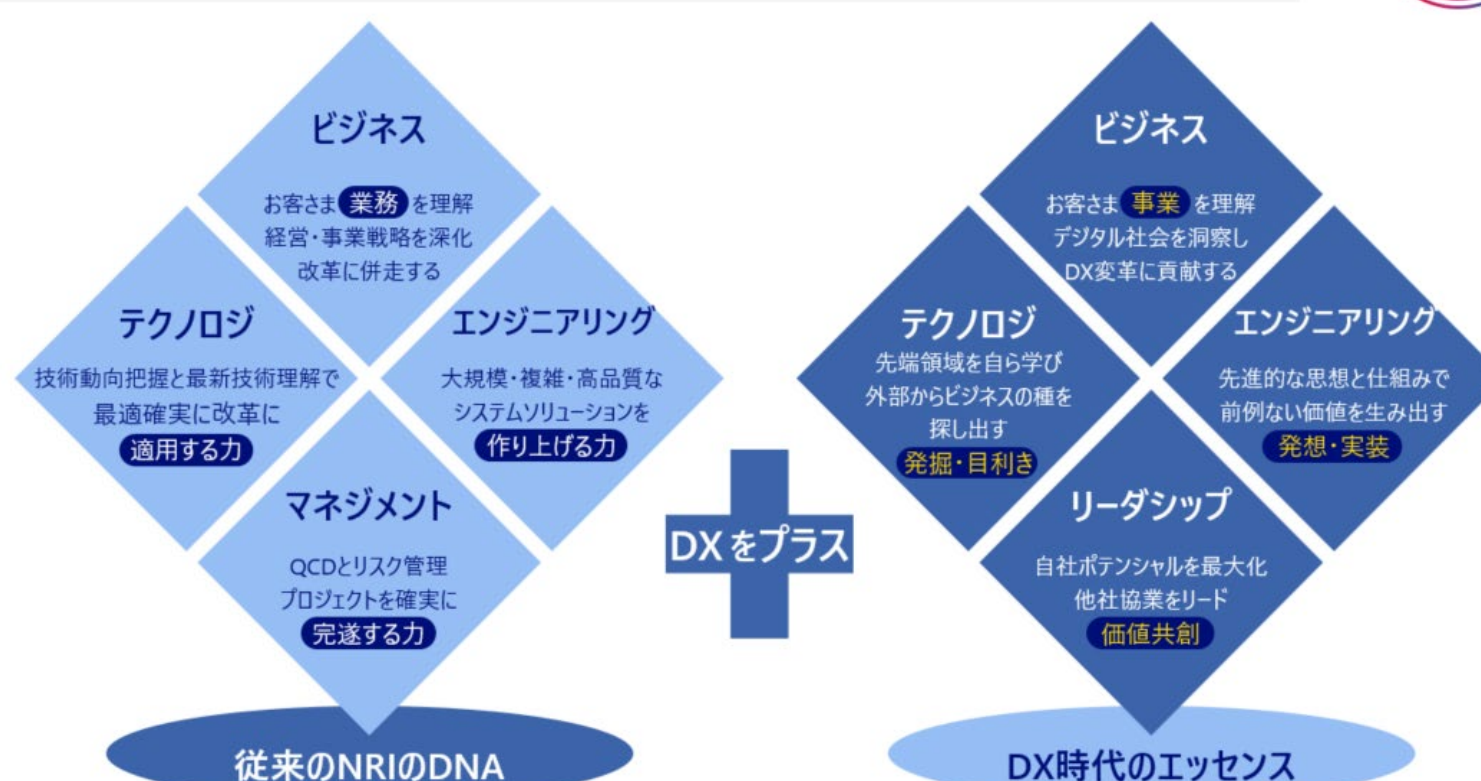 ビジネス
お客さま 業務 を理解
経営・事業戦略を深化
改革に併走する
テクノロジ
技術動向把握と最新技術理解で
最適確実に改革に
適用する力
エンジニアリング
大規模・複雑・高品質な
システムソリューションを
作り上げる力
マネジメント
QCDとリスク管理
プロジェクトを確実に
完遂する力
従来のNRIのDNA
DXをプラス
ビジネス
お客さま 事業 を理解
デジタル社会を洞察し
DX変革に貢献する
テクノロジ
先端領域を自ら学び
外部からビジネスの種を
探し出す
発掘・目利き
エンジニアリング
先進的な思想と仕組みで
前例ない価値を生み出す
発想・実装
リーダシップ
自社ポテンシャルを最大化
他社協業をリード
価値共創
DX時代のエッセンス